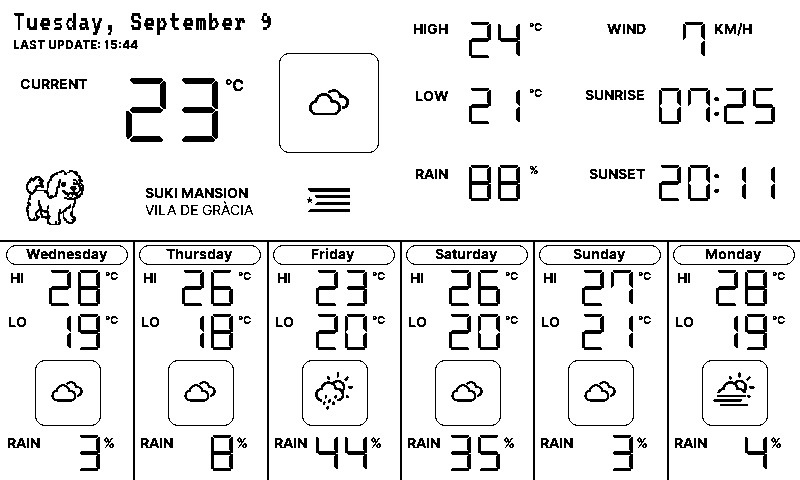 Tuesday, September 9
LAST UPDATE: 15:44
CURRENT 23 °C
HIGH 24 °C
WIND 7 KM/H
LOW 21 °C
SUNRISE 07:25
RAIN 88 %
SUNSET 20:11
SUKI MANSION
VILA DE GRÀCIA
Wednesday
HI 28 °C
LO 19 °C
RAIN 3 %
Thursday
HI 26 °C
LO 18 °C
RAIN 8 %
Friday
HI 23 °C
LO 20 °C
RAIN 44 %
Saturday
HI 26 °C
LO 20 °C
RAIN 35 %
Sunday
HI 27 °C
LO 21 °C
RAIN 3 %
Monday
HI 28 °C
LO 19 °C
RAIN 4 %